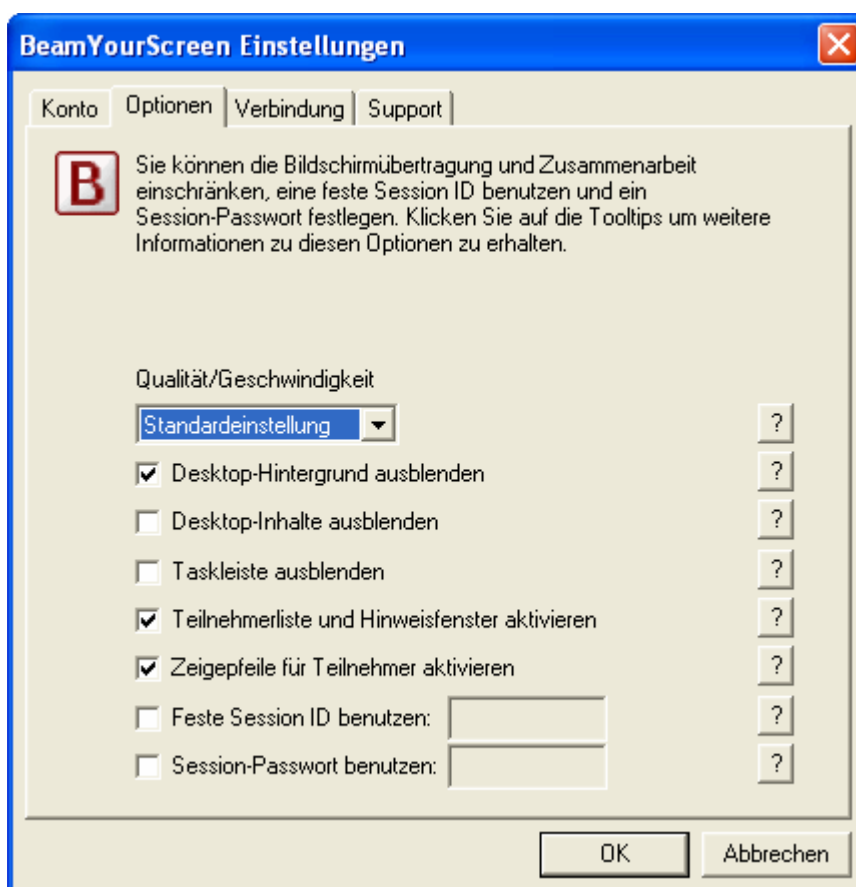 BeamYourScreen Einstellungen
Konto Optionen Verbindung Support
B
Sie können die Bildschirmübertragung und Zusammenarbeit
einschränken, eine feste Session ID benutzen und ein
Session-Passwort festlegen. Klicken Sie auf die Tooltips um weitere
Informationen zu diesen Optionen zu erhalten.
Qualität/Geschwindigkeit
Standardeinstellung ?
Desktop-Hintergrund ausblenden ?
Desktop-Inhalte ausblenden ?
Taskleiste ausblenden ?
Teilnehmerliste und Hinweisfenster aktivieren ?
Zeigepfeile für Teilnehmer aktivieren ?
Feste Session ID benutzen: ?
Session-Passwort benutzen: ?
OK Abbrechen